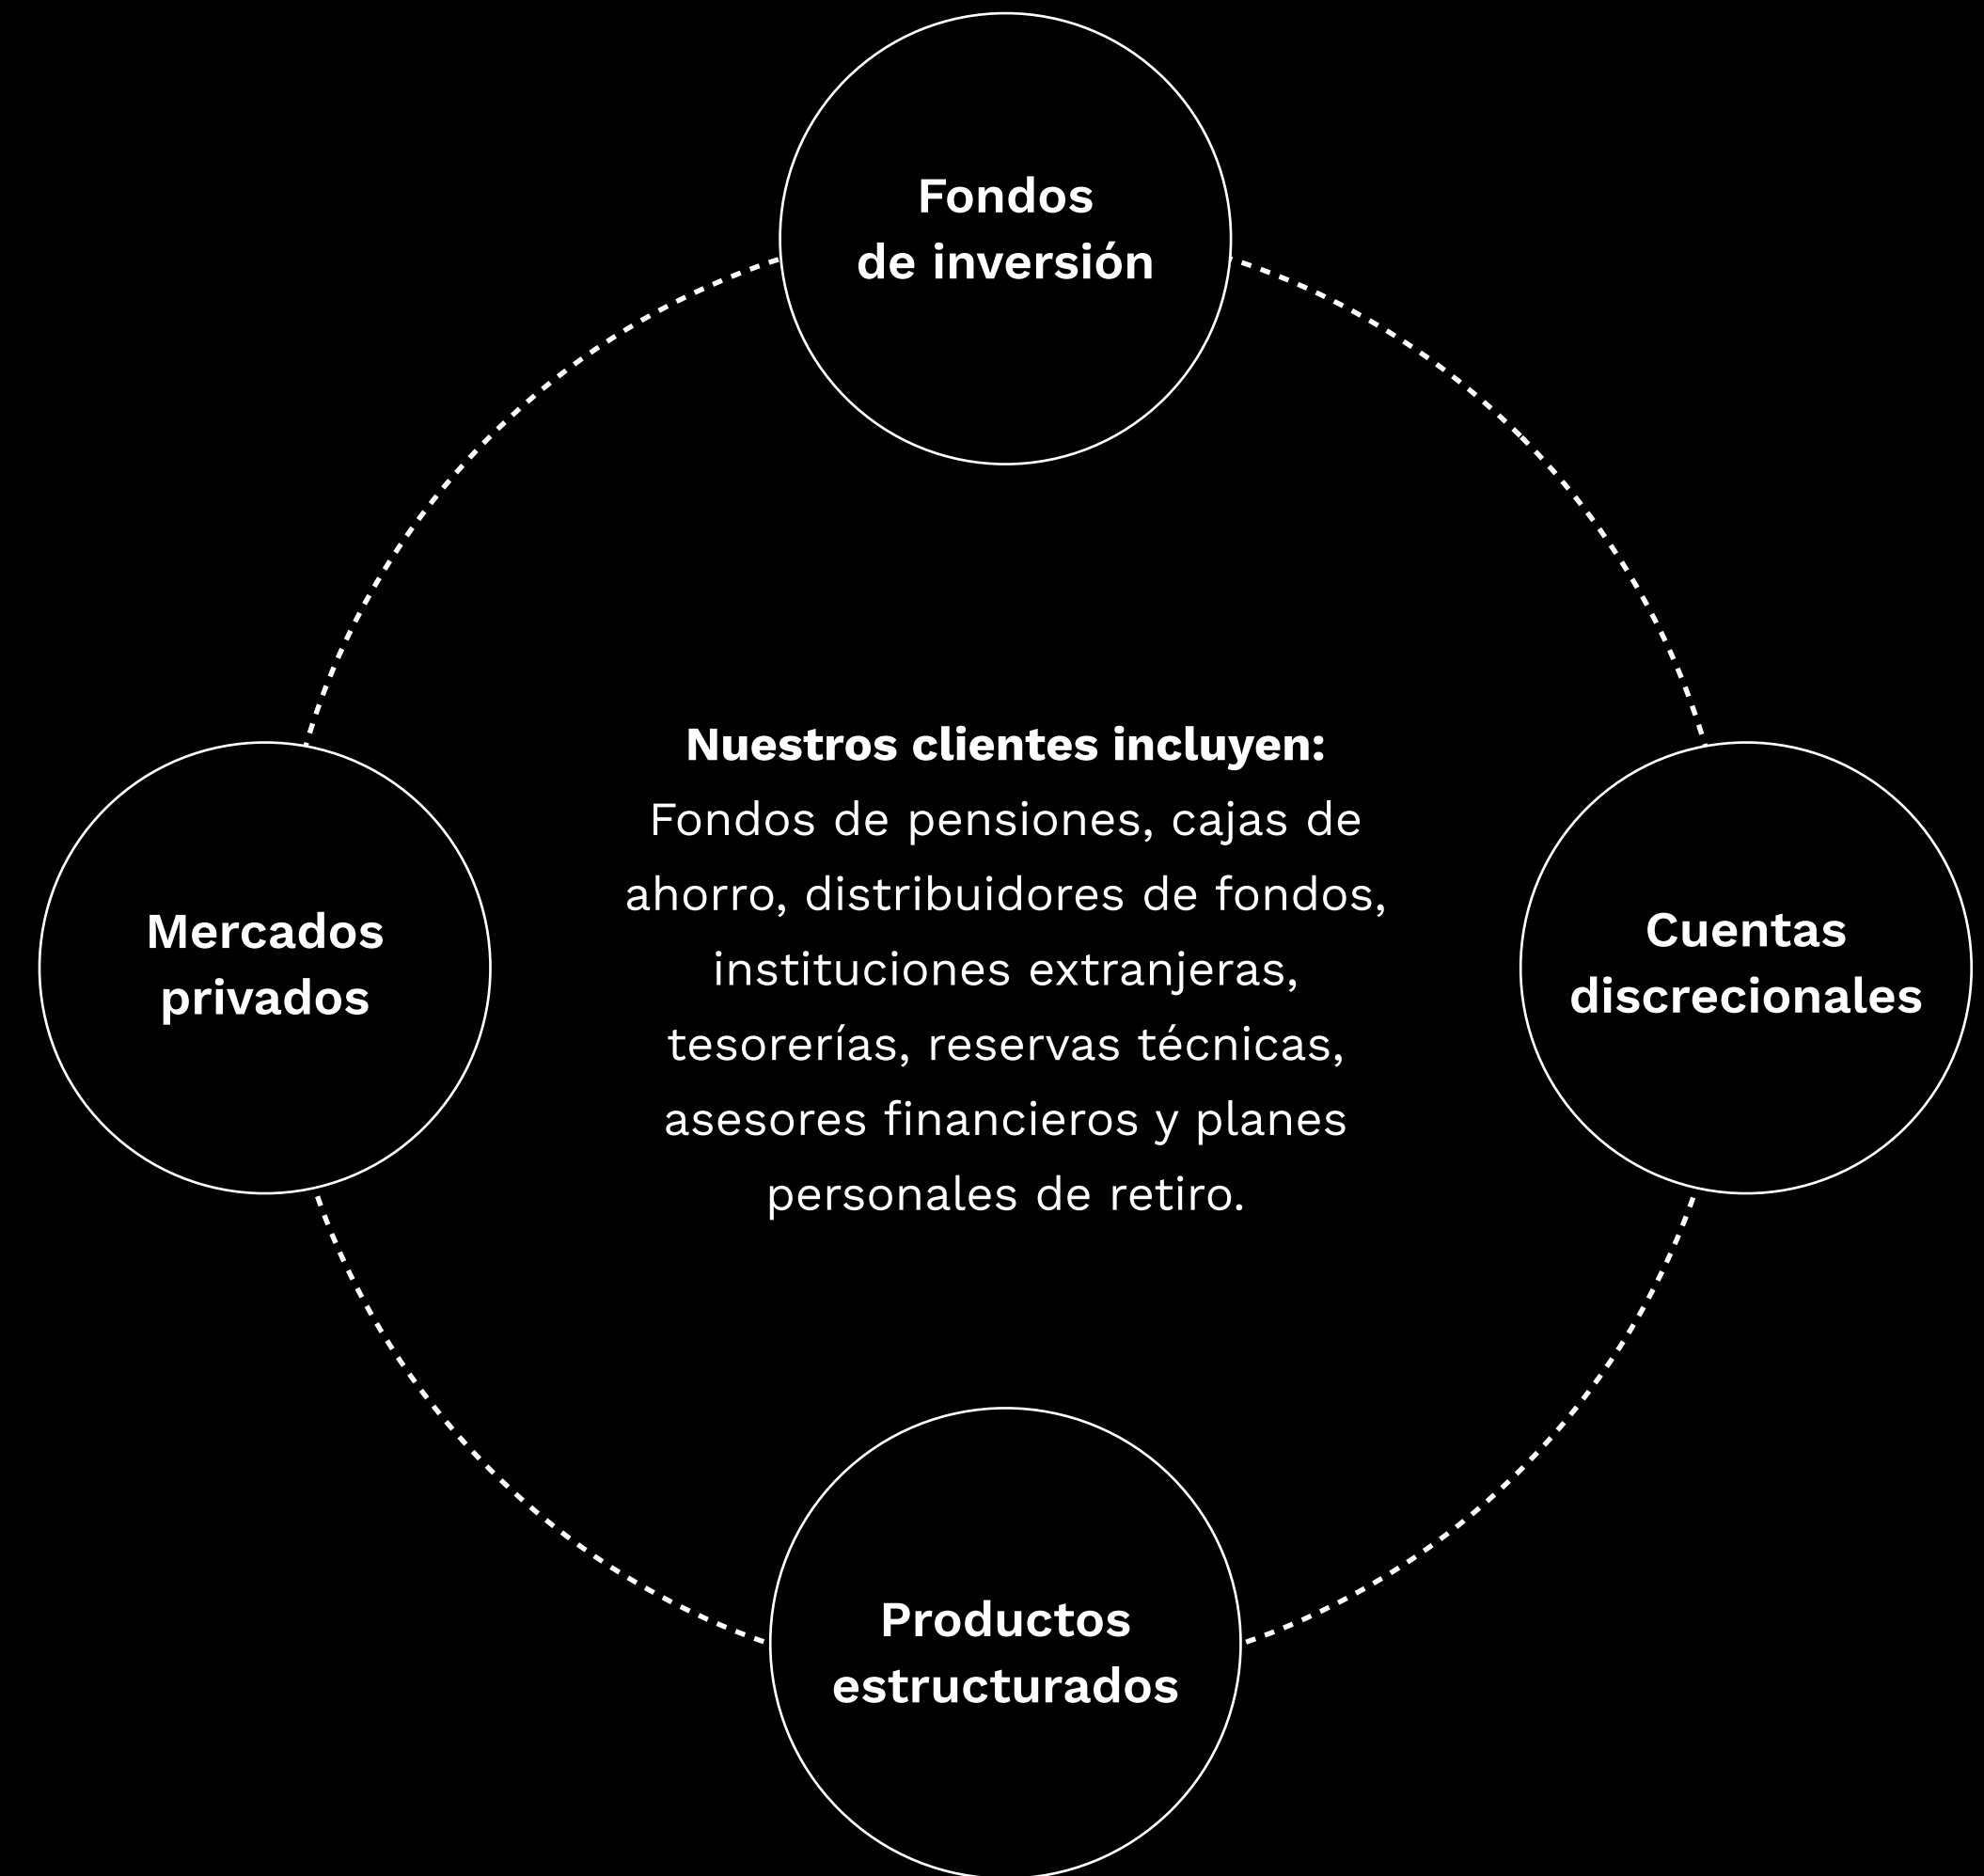 Fondos
de inversión
Nuestros clientes incluyen:
Fondos de pensiones, cajas de
ahorro, distribuidores de fondos,
instituciones extranjeras,
tesorerías, reservas técnicas,
asesores financieros y planes
personales de retiro.
Mercados
privados
Cuentas
discrecionales
Productos
estructurados